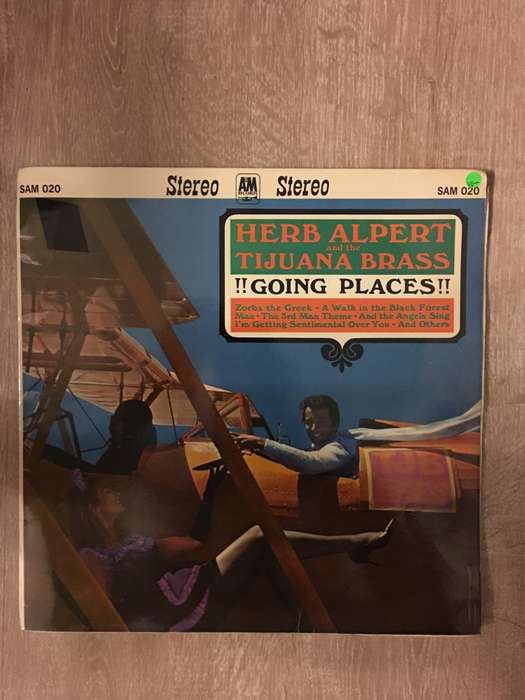 SAM 020
Stereo A&M RECORDS Stereo
SAM 020
HERB ALPERT
and the
TIJUANA BRASS
!!GOING PLACES!!
Zorba the Greek • A Walk in the Black Forest
Mae • The 3rd Man Theme • And the Angels Sing
I'm Getting Sentimental Over You • And Others